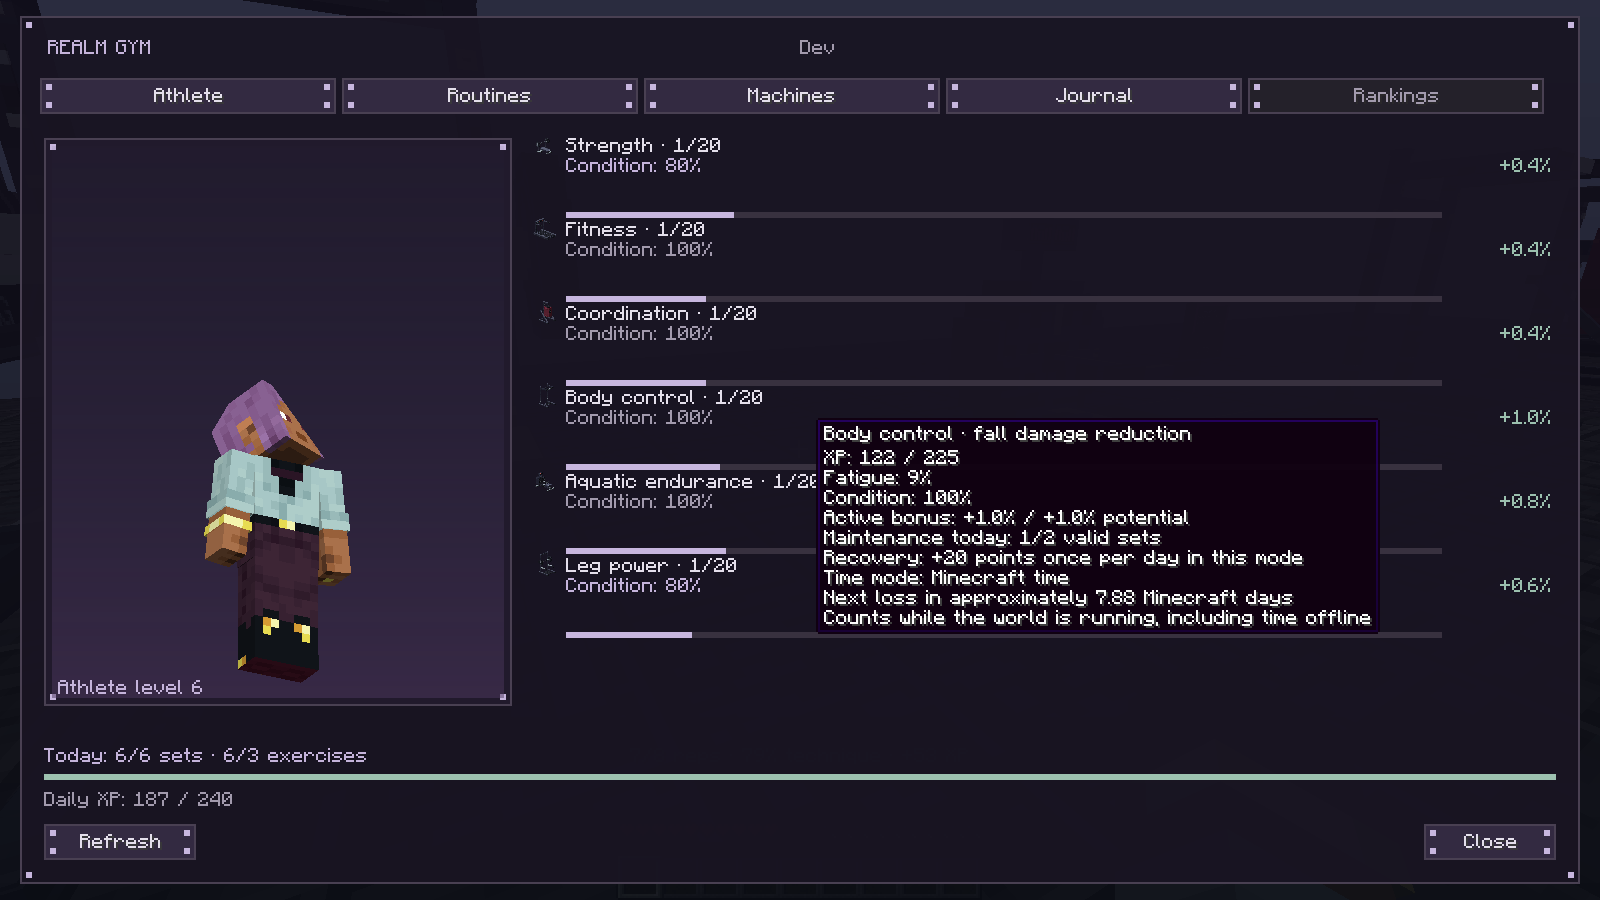 REALM GYM
Dev
Athlete
Routines
Machines
Journal
Rankings
Strength · 1/20
Condition: 80%
+0.4%
Fitness · 1/20
Condition: 100%
+0.4%
Coordination · 1/20
Condition: 100%
+0.4%
Body control · 1/20
Condition: 100%
+1.0%
Aquatic endurance · 1/20
Condition: 100%
+0.8%
Leg power · 1/20
Condition: 80%
+0.6%
Body control · fall damage reduction
XP: 122 / 225
Fatigue: 9%
Condition: 100%
Active bonus: +1.0% / +1.0% potential
Maintenance today: 1/2 valid sets
Recovery: +20 points once per day in this mode
Time mode: Minecraft time
Next loss in approximately 7.88 Minecraft days
Counts while the world is running, including time offline
Athlete level 6
Today: 6/6 sets · 6/3 exercises
Daily XP: 187 / 240
Refresh
Close